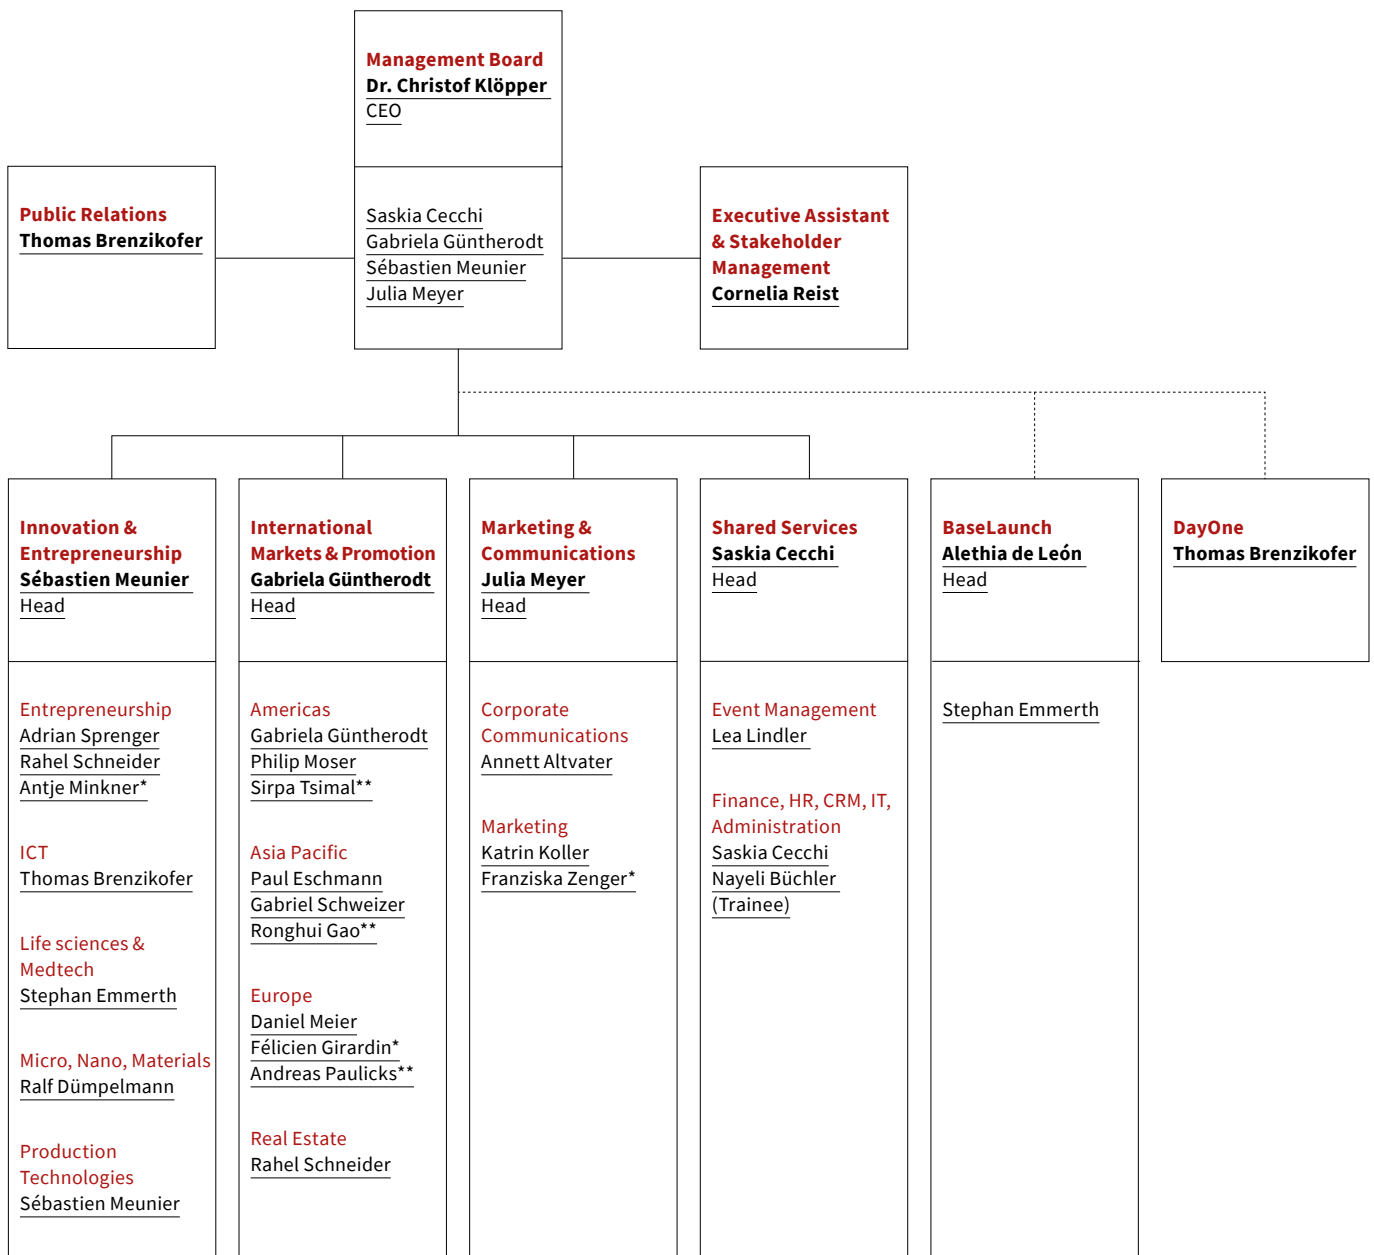 Management Board
Dr. Christof Klöpper
CEO
Saskia Cecchi
Gabriela Güntherodt
Sébastien Meunier
Julia Meyer
Public Relations
Thomas Brenzikofer
Executive Assistant
& Stakeholder
Management
Cornelia Reist
Innovation &
Entrepreneurship
Sébastien Meunier
Head
Entrepreneurship
Adrian Sprenger
Rahel Schneider
Antje Minkner*
ICT
Thomas Brenzikofer
Life sciences &
Medtech
Stephan Emmerth
Micro, Nano, Materials
Ralf Dümpelmann
Production
Technologies
Sébastien Meunier
International
Markets & Promotion
Gabriela Güntherodt
Head
Americas
Gabriela Güntherodt
Philip Moser
Sirpa Tsimal**
Asia Pacific
Paul Eschmann
Gabriel Schweizer
Ronghui Gao**
Europe
Daniel Meier
Félicien Girardin*
Andreas Paulicks**
Real Estate
Rahel Schneider
Marketing &
Communications
Julia Meyer
Head
Corporate
Communications
Annett Altvater
Marketing
Katrin Koller
Franziska Zenger*
Shared Services
Saskia Cecchi
Head
Event Management
Lea Lindler
Finance, HR, CRM, IT,
Administration
Saskia Cecchi
Nayeli Büchler
(Trainee)
BaseLaunch
Alethia de León
Head
Stephan Emmerth
DayOne
Thomas Brenzikofer